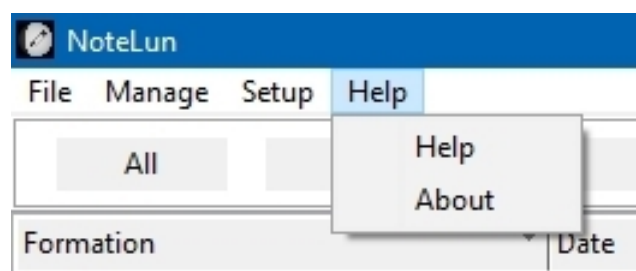 NoteLun
File Manage Setup Help
Help
All
About
Formation Date